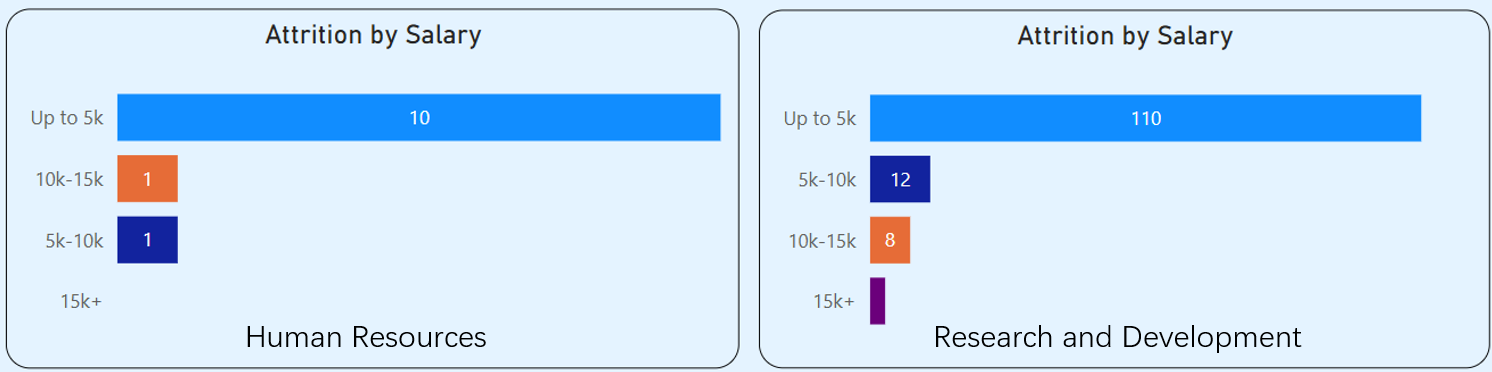 Attrition by Salary
Up to 5k
10
10k-15k
1
5k-10k
1
15k+
Human Resources
Attrition by Salary
Up to 5k
110
5k-10k
12
10k-15k
8
15k+
Research and Development